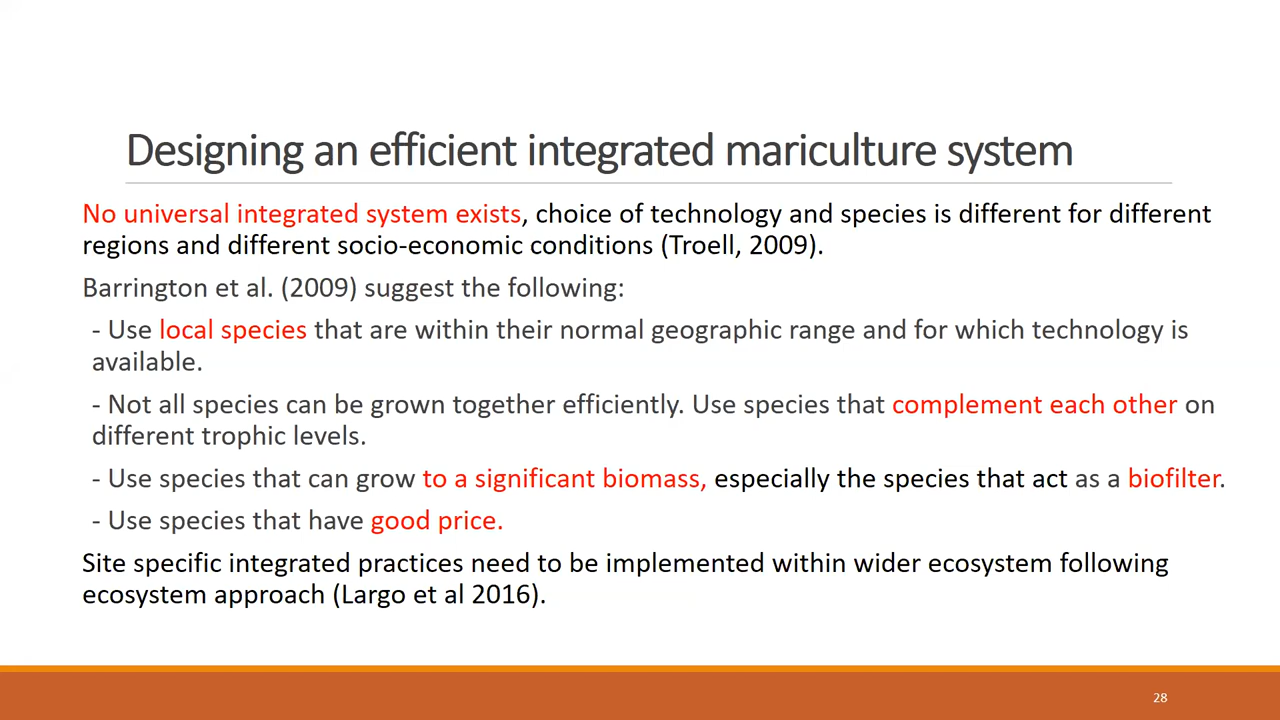 Designing an efficient integrated mariculture system
No universal integrated system exists, choice of technology and species is different for different
regions and different socio-economic conditions (Troell, 2009).
Barrington et al. (2009) suggest the following:
- Use local species that are within their normal geographic range and for which technology is
available.
- Not all species can be grown together efficiently. Use species that complement each other on
different trophic levels.
- Use species that can grow to a significant biomass, especially the species that act as a biofilter.
- Use species that have good price.
Site specific integrated practices need to be implemented within wider ecosystem following
ecosystem approach (Largo et al 2016).
28